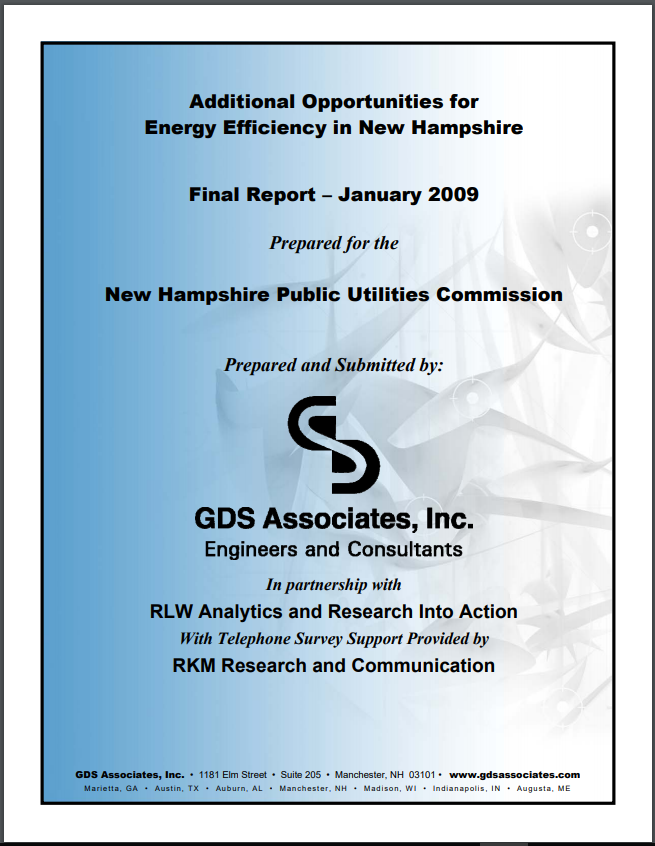 Additional Opportunities for
Energy Efficiency in New Hampshire
Final Report – January 2009
Prepared for the
New Hampshire Public Utilities Commission
Prepared and Submitted by:
GDS Associates, Inc.
Engineers and Consultants
In partnership with
RLW Analytics and Research Into Action
With Telephone Survey Support Provided by
RKM Research and Communication
GDS Associates, Inc. • 1181 Elm Street • Suite 205 • Manchester, NH 03101 • www.gdsassociates.com
Marietta, GA • Austin, TX • Auburn, AL • Manchester, NH • Madison, WI • Indianapolis, IN • Augusta, ME